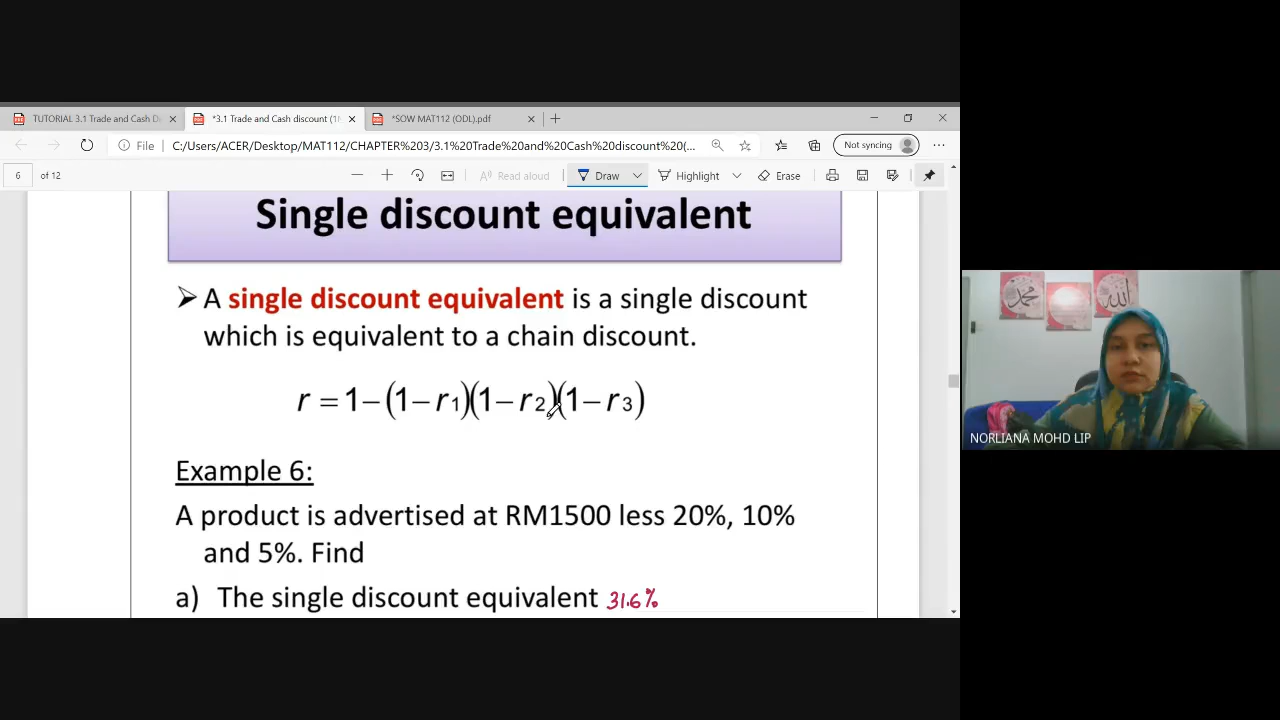 TUTORIAL 3.1 Trade and Cash Di
*3.1 Trade and Cash discount (1)
*SOW MAT112 (ODL).pdf
File
C:/Users/ACER/Desktop/MAT112/CHAPTER%203/3.1%20Trade%20and%20Cash%20discount%20(...
Not syncing
6 of 12
Read aloud
Draw
Highlight
Erase
Single discount equivalent
➢ A single discount equivalent is a single discount
which is equivalent to a chain discount.
r = 1 − (1 − r1)(1 − r2)(1 − r3)
Example 6:
A product is advertised at RM1500 less 20%, 10%
and 5%. Find
a) The single discount equivalent 31.6%
محمد
الله
NORLIANA MOHD LIP